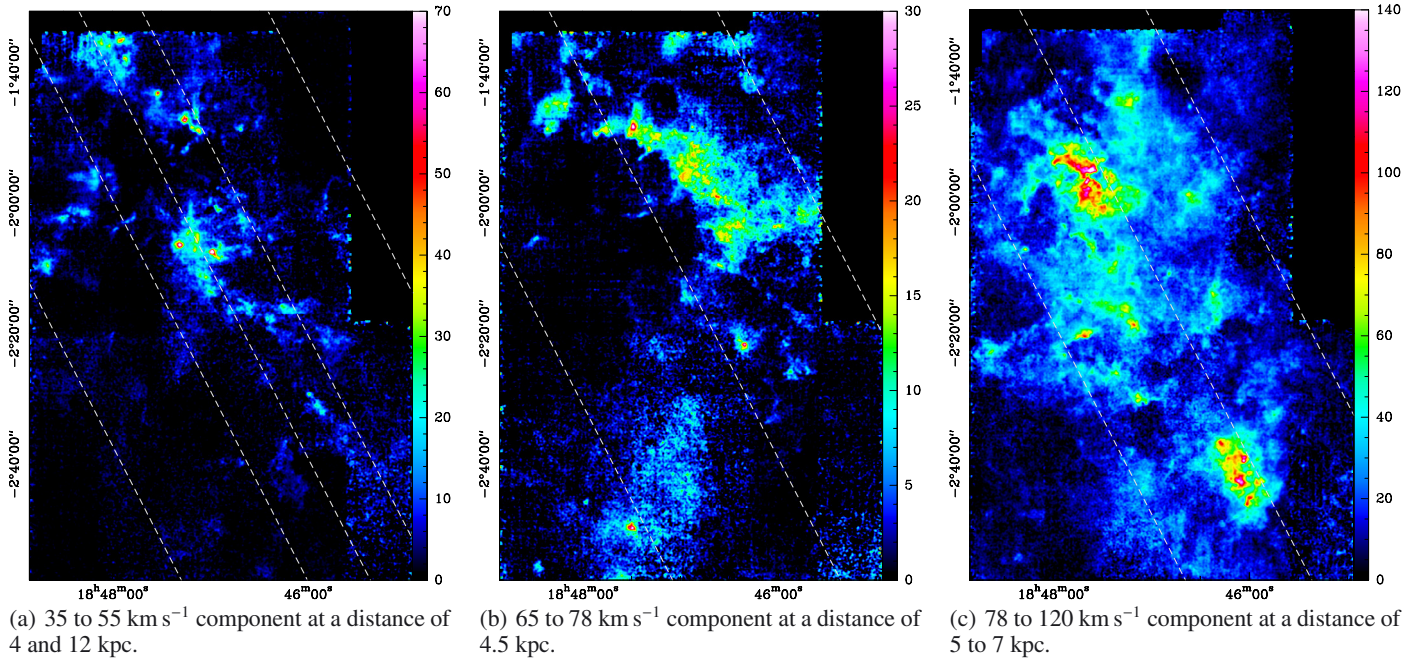 70
60
50
40
30
20
10
0
−1°40'00"
−2°00'00"
−2°20'00"
−2°40'00"
18ʰ48ᵐ00ˢ
46ᵐ00ˢ
30
25
20
15
10
5
0
−1°40'00"
−2°00'00"
−2°20'00"
−2°40'00"
18ʰ48ᵐ00ˢ
46ᵐ00ˢ
140
120
100
80
60
40
20
0
−1°40'00"
−2°00'00"
−2°20'00"
−2°40'00"
18ʰ48ᵐ00ˢ
46ᵐ00ˢ
(a) 35 to 55 km s⁻¹ component at a distance of
4 and 12 kpc.
(b) 65 to 78 km s⁻¹ component at a distance of
4.5 kpc.
(c) 78 to 120 km s⁻¹ component at a distance of
5 to 7 kpc.